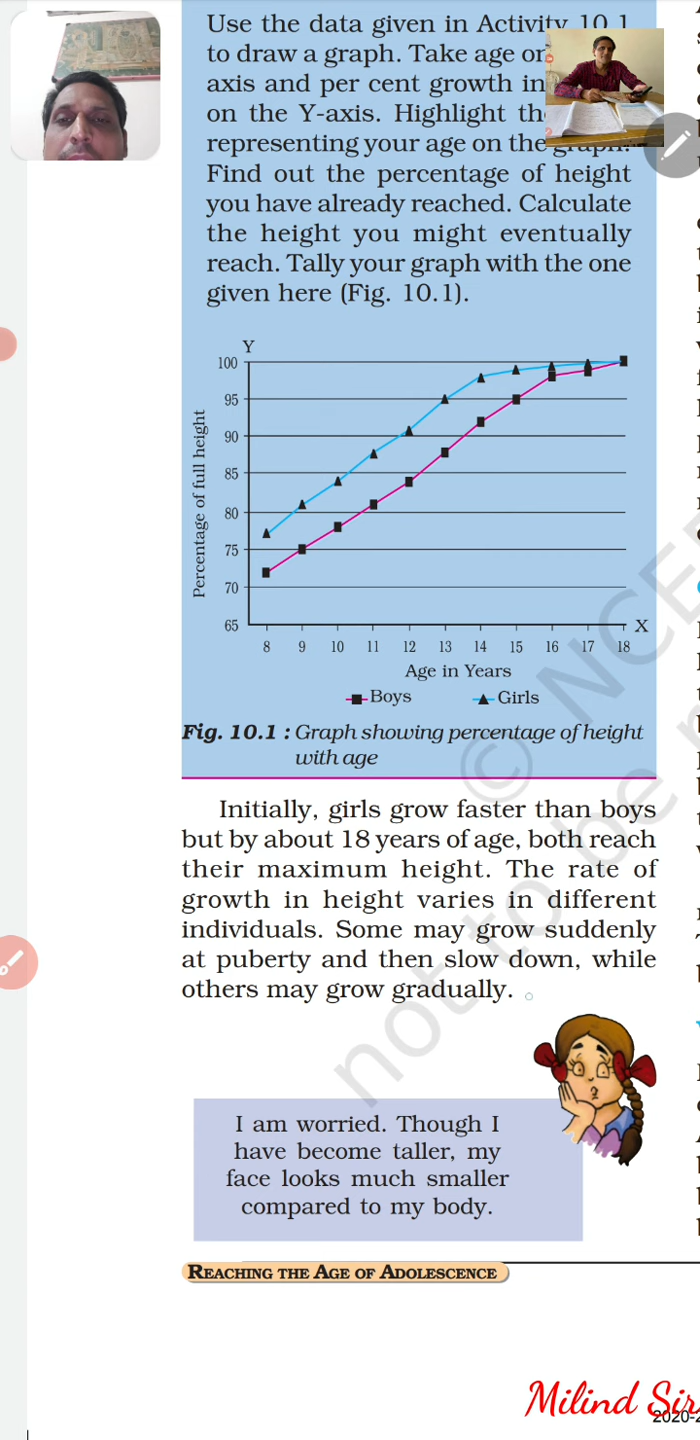 Use the data given in Activity 10.1
to draw a graph. Take age on
axis and per cent growth in
on the Y-axis. Highlight
representing your age on the graph.
Find out the percentage of height
you have already reached. Calculate
the height you might eventually
reach. Tally your graph with the one
given here (Fig. 10.1).
Y
100
95
90
85
80
75
70
65
Percentage of full height
X
8 9 10 11 12 13 14 15 16 17 18
Age in Years
Boys Girls
Fig. 10.1 : Graph showing percentage of height
with age
Initially, girls grow faster than boys
but by about 18 years of age, both reach
their maximum height. The rate of
growth in height varies in different
individuals. Some may grow suddenly
at puberty and then slow down, while
others may grow gradually.
I am worried. Though I
have become taller, my
face looks much smaller
compared to my body.
REACHING THE AGE OF ADOLESCENCE
© NCE
not to be
Milind Sir
2020-2